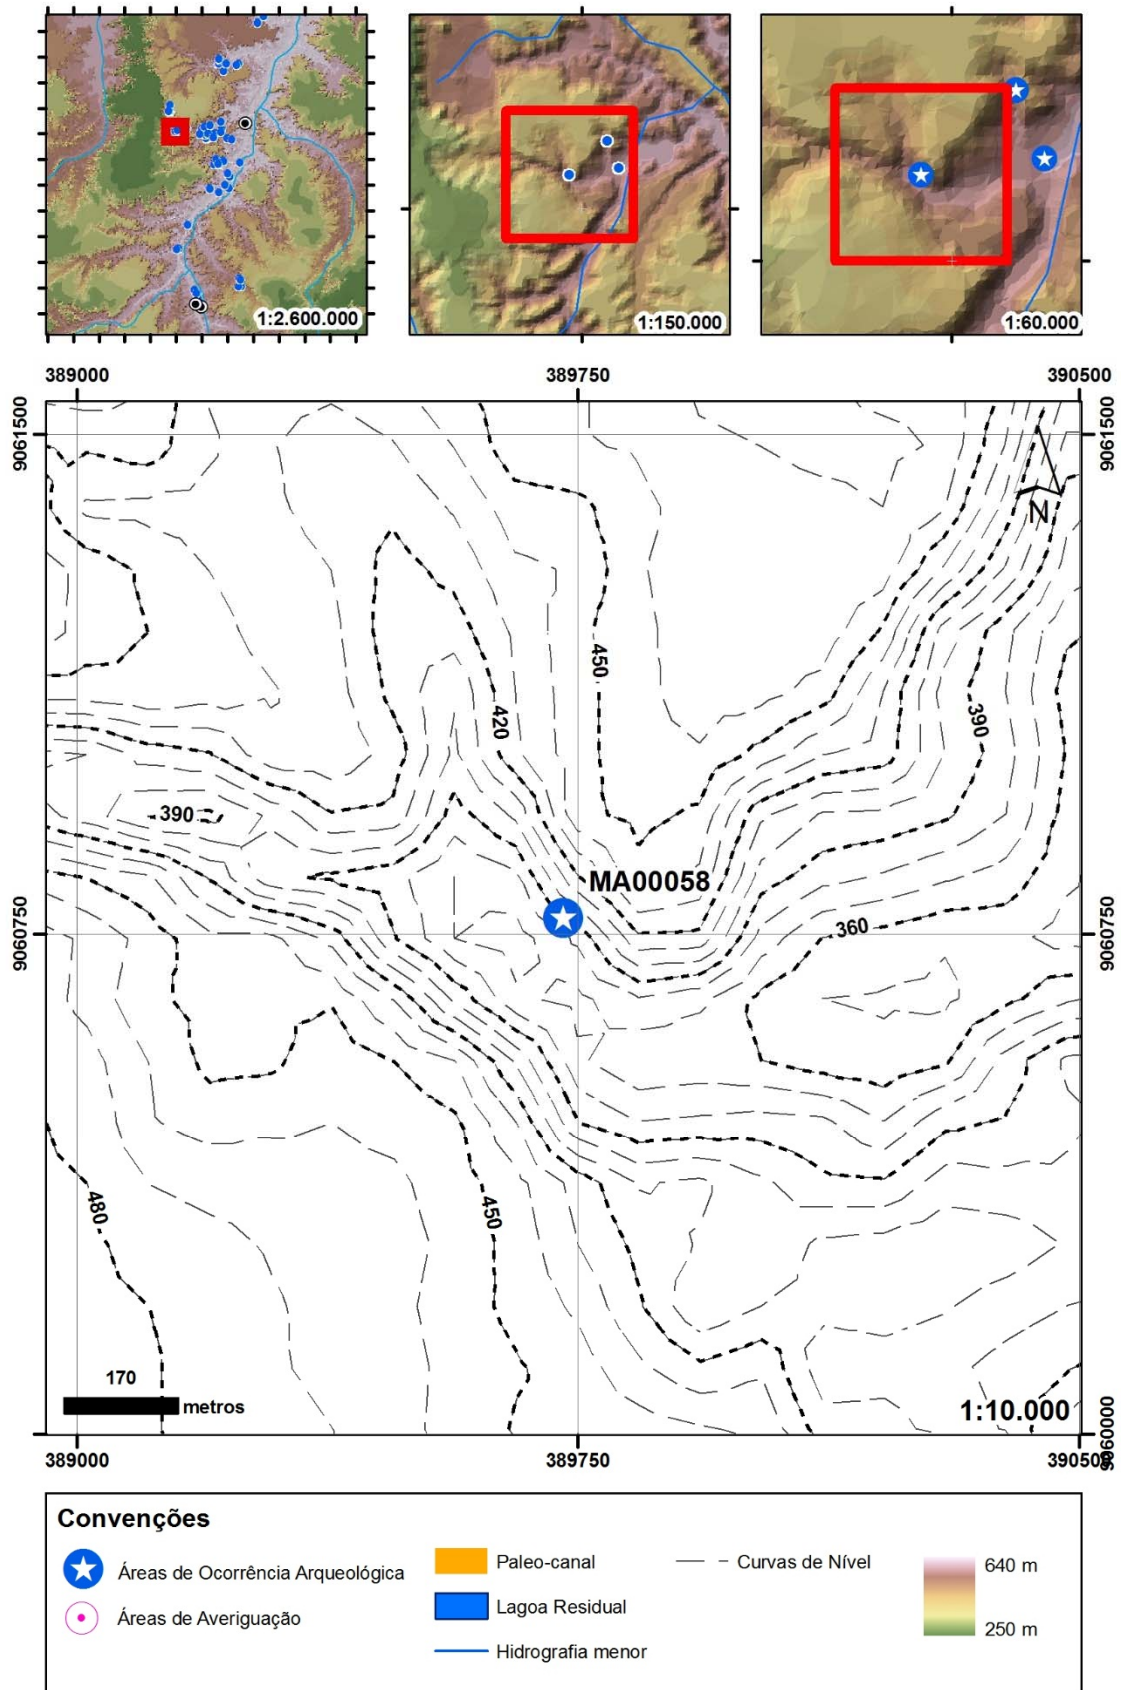 1:2.600.000
1:150.000
1:60.000
389000
389750
390500
9061500
9061500
N
450
420
390
390
MA00058
9060750
360
9060750
480
450
170
metros
1:10.000
9060000
389000
389750
390500
Convenções
Áreas de Ocorrência Arqueológica
Áreas de Averiguação
Paleo-canal
Lagoa Residual
Hidrografia menor
Curvas de Nível
640 m
250 m